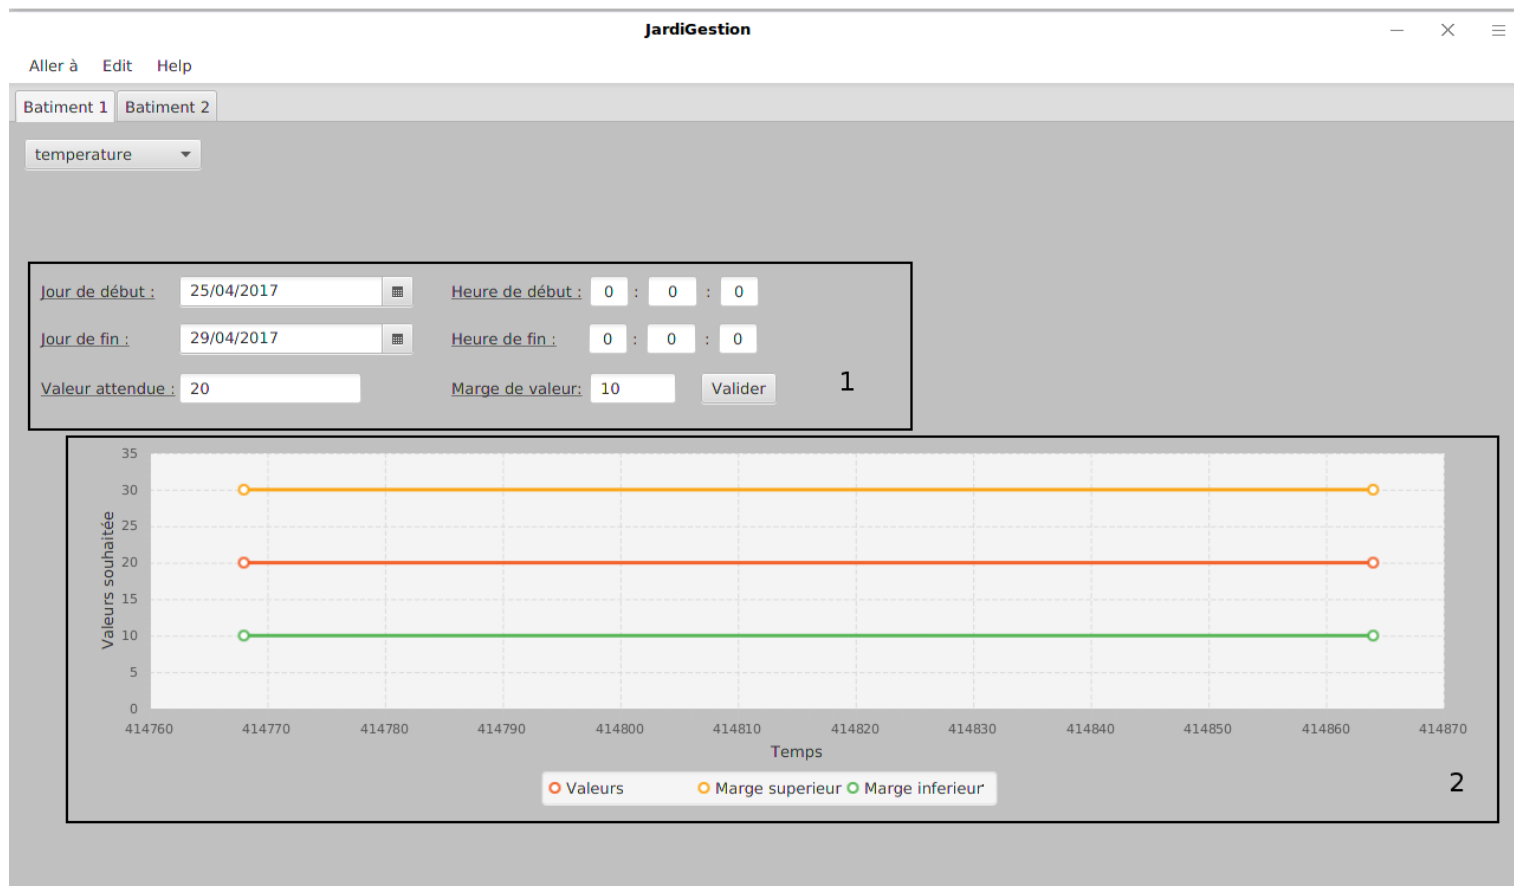 JardiGestion
Aller à Edit Help
Batiment 1 Batiment 2
temperature
Jour de début : 25/04/2017 Heure de début : 0 : 0 : 0
Jour de fin : 29/04/2017 Heure de fin : 0 : 0 : 0
Valeur attendue : 20 Marge de valeur: 10 Valider 1
35
30
25
20
15
10
5
0
Valeurs souhaitée
414760 414770 414780 414790 414800 414810 414820 414830 414840 414850 414860 414870
Temps
Valeurs Marge superieur Marge inferieur
2